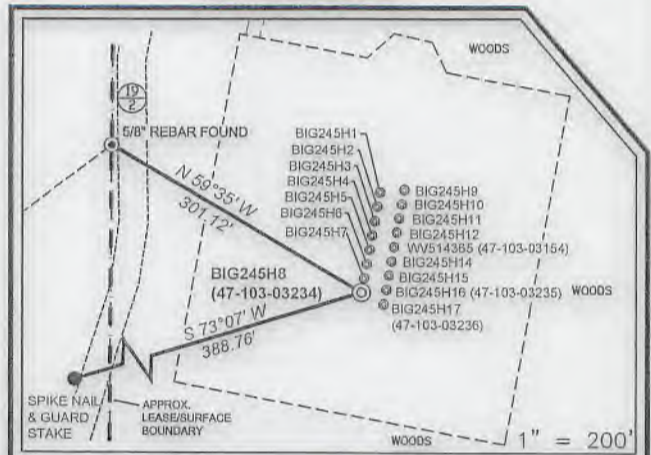 WOODS
19
2
5/8" REBAR FOUND
N 59°35' W
301.12'
BIG245H1
BIG245H2
BIG245H3
BIG245H4
BIG245H5
BIG245H6
BIG245H7
BIG245H8
(47-103-03234)
BIG245H9
BIG245H10
BIG245H11
BIG245H12
WV514365 (47-103-03154)
BIG245H14
BIG245H15
BIG245H16 (47-103-03235)
BIG245H17
(47-103-03236)
WOODS
S 73°07' W
388.76'
SPIKE NAIL
& GUARD
STAKE
APPROX.
LEASE/SURFACE
BOUNDARY
WOODS
1" = 200'